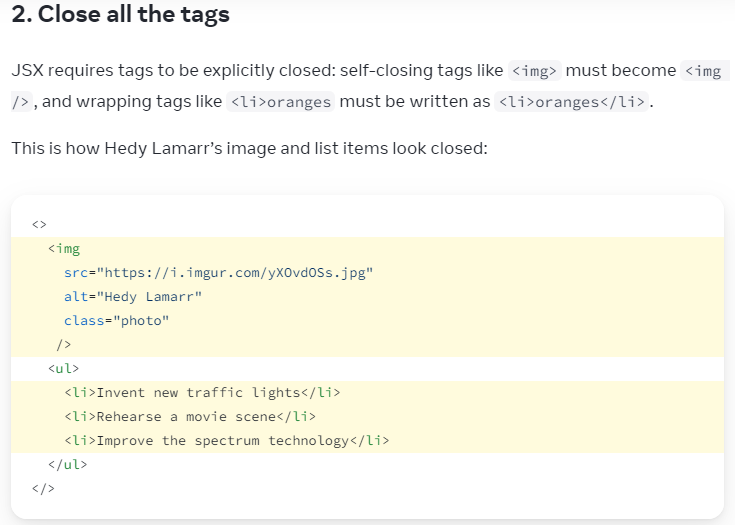 2. Close all the tags
JSX requires tags to be explicitly closed: self-closing tags like <img> must become <img
/>, and wrapping tags like <li>oranges must be written as <li>oranges</li>.
This is how Hedy Lamarr’s image and list items look closed:
<>
  <img
    src="https://i.imgur.com/yXOvdOSs.jpg"
    alt="Hedy Lamarr"
    class="photo"
   />
  <ul>
    <li>Invent new traffic lights</li>
    <li>Rehearse a movie scene</li>
    <li>Improve the spectrum technology</li>
  </ul>
</>